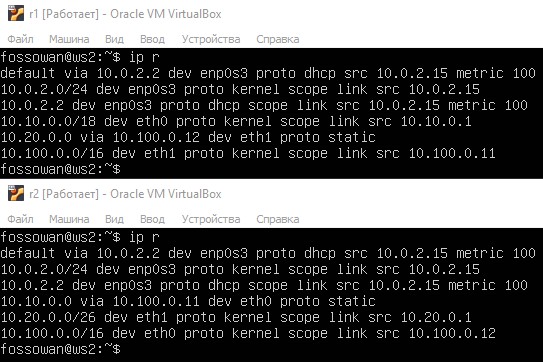 r1 [Работает] - Oracle VM VirtualBox
Файл Машина Вид Ввод Устройства Справка
fossowan@ws2:~$ ip r
default via 10.0.2.2 dev enp0s3 proto dhcp src 10.0.2.15 metric 100
10.0.2.0/24 dev enp0s3 proto kernel scope link src 10.0.2.15
10.0.2.2 dev enp0s3 proto dhcp scope link src 10.0.2.15 metric 100
10.10.0.0/18 dev eth0 proto kernel scope link src 10.10.0.1
10.20.0.0 via 10.100.0.12 dev eth1 proto static
10.100.0.0/16 dev eth1 proto kernel scope link src 10.100.0.11
fossowan@ws2:~$
r2 [Работает] - Oracle VM VirtualBox
Файл Машина Вид Ввод Устройства Справка
fossowan@ws2:~$ ip r
default via 10.0.2.2 dev enp0s3 proto dhcp src 10.0.2.15 metric 100
10.0.2.0/24 dev enp0s3 proto kernel scope link src 10.0.2.15
10.0.2.2 dev enp0s3 proto dhcp scope link src 10.0.2.15 metric 100
10.10.0.0 via 10.100.0.11 dev eth0 proto static
10.20.0.0/26 dev eth1 proto kernel scope link src 10.20.0.1
10.100.0.0/16 dev eth0 proto kernel scope link src 10.100.0.12
fossowan@ws2:~$